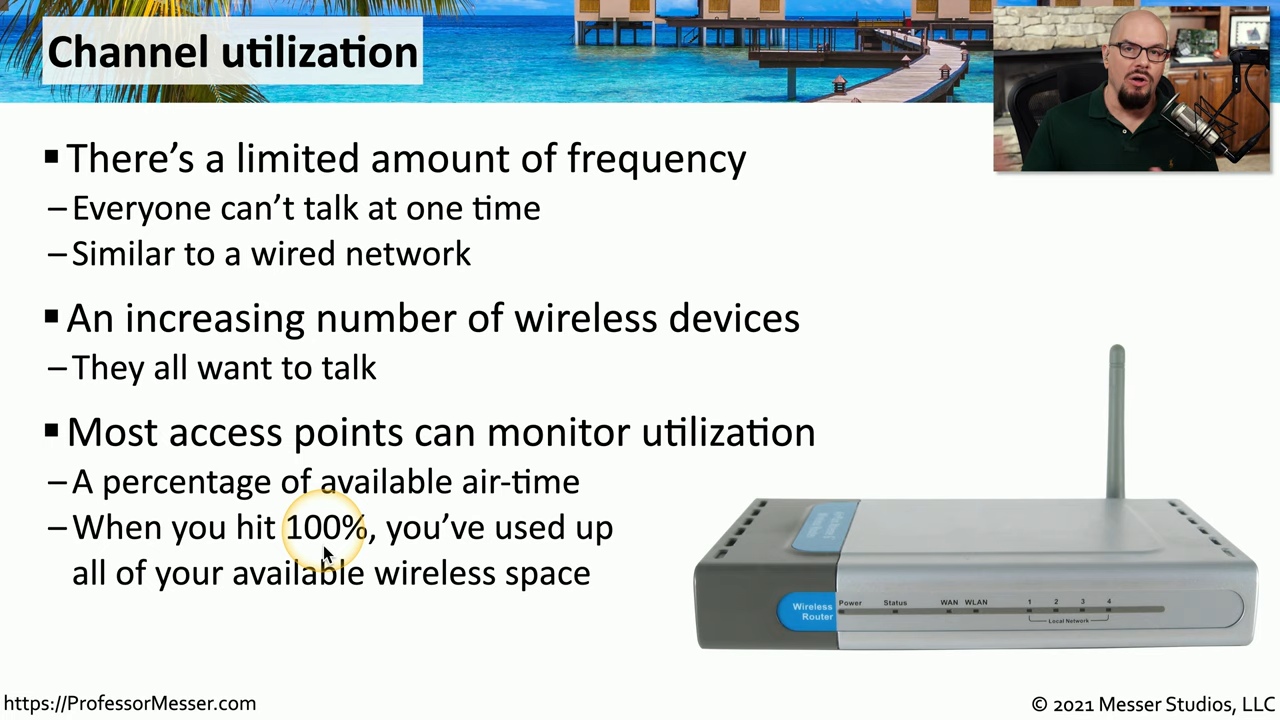 Channel utilization
▪ There's a limited amount of frequency
– Everyone can't talk at one time
– Similar to a wired network
▪ An increasing number of wireless devices
– They all want to talk
▪ Most access points can monitor utilization
– A percentage of available air-time
– When you hit 100%, you've used up
all of your available wireless space
Wireless
Router
Power Status WAN WLAN 1 2 3 4
Local Network
https://ProfessorMesser.com
© 2021 Messer Studios, LLC